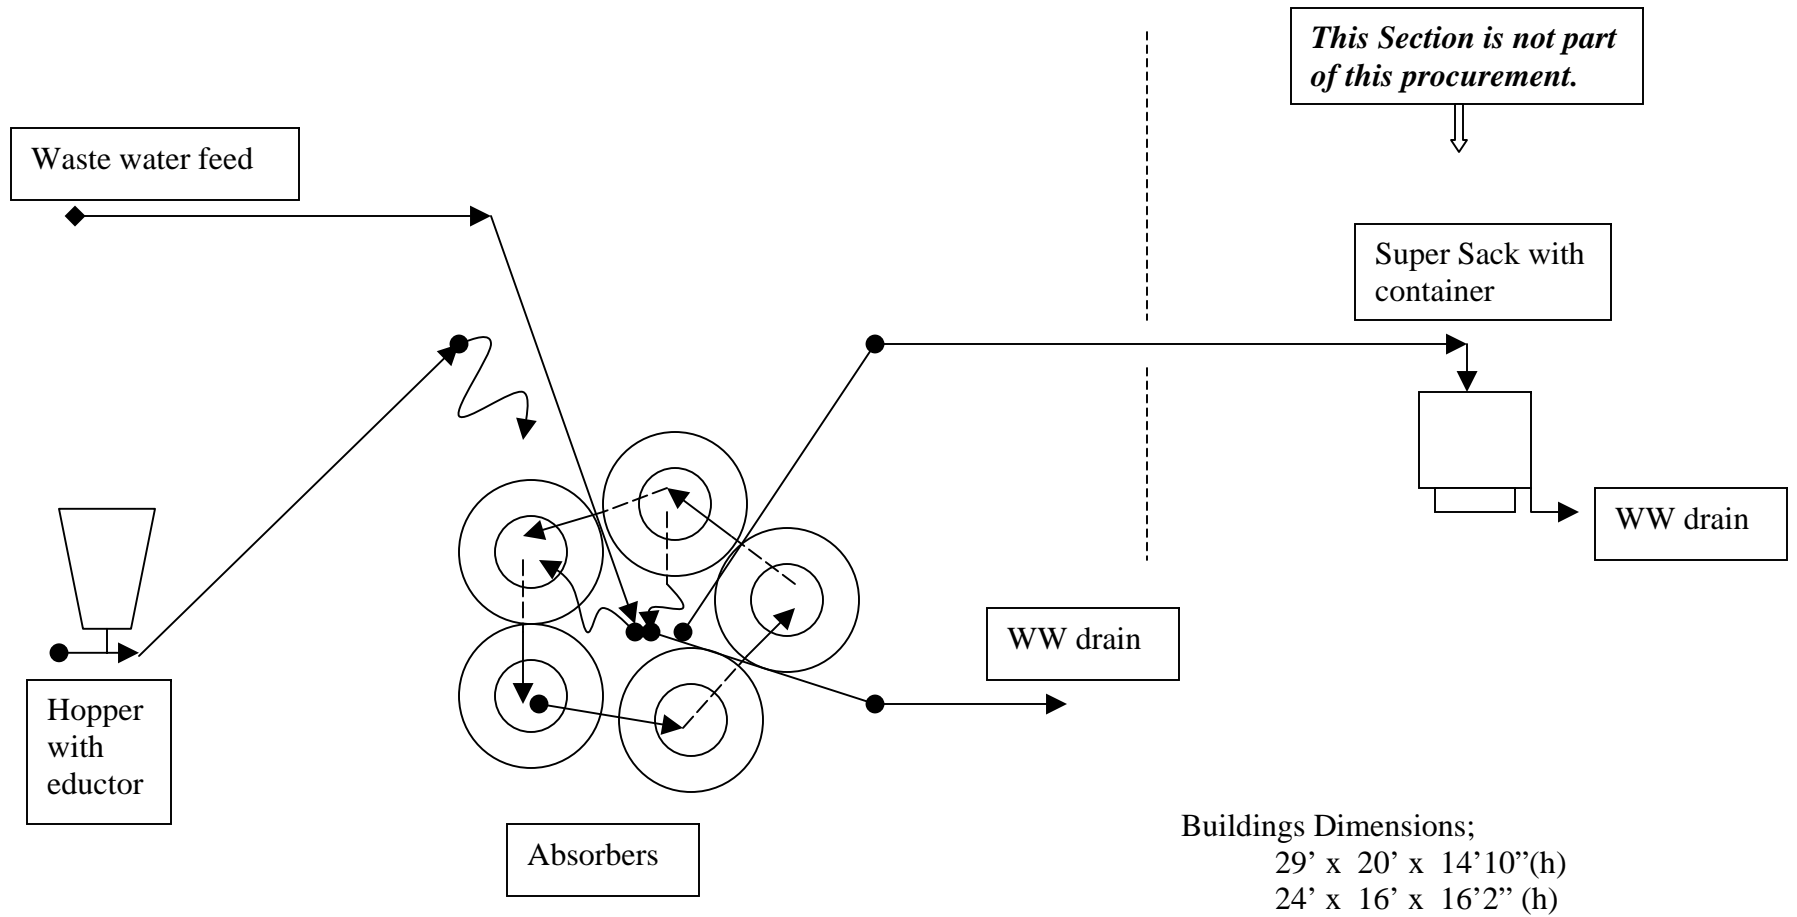 This Section is not part
of this procurement.
Waste water feed
Super Sack with
container
WW drain
WW drain
Hopper
with
eductor
Absorbers
Buildings Dimensions;
29’ x 20’ x 14’10”(h)
24’ x 16’ x 16’2” (h)